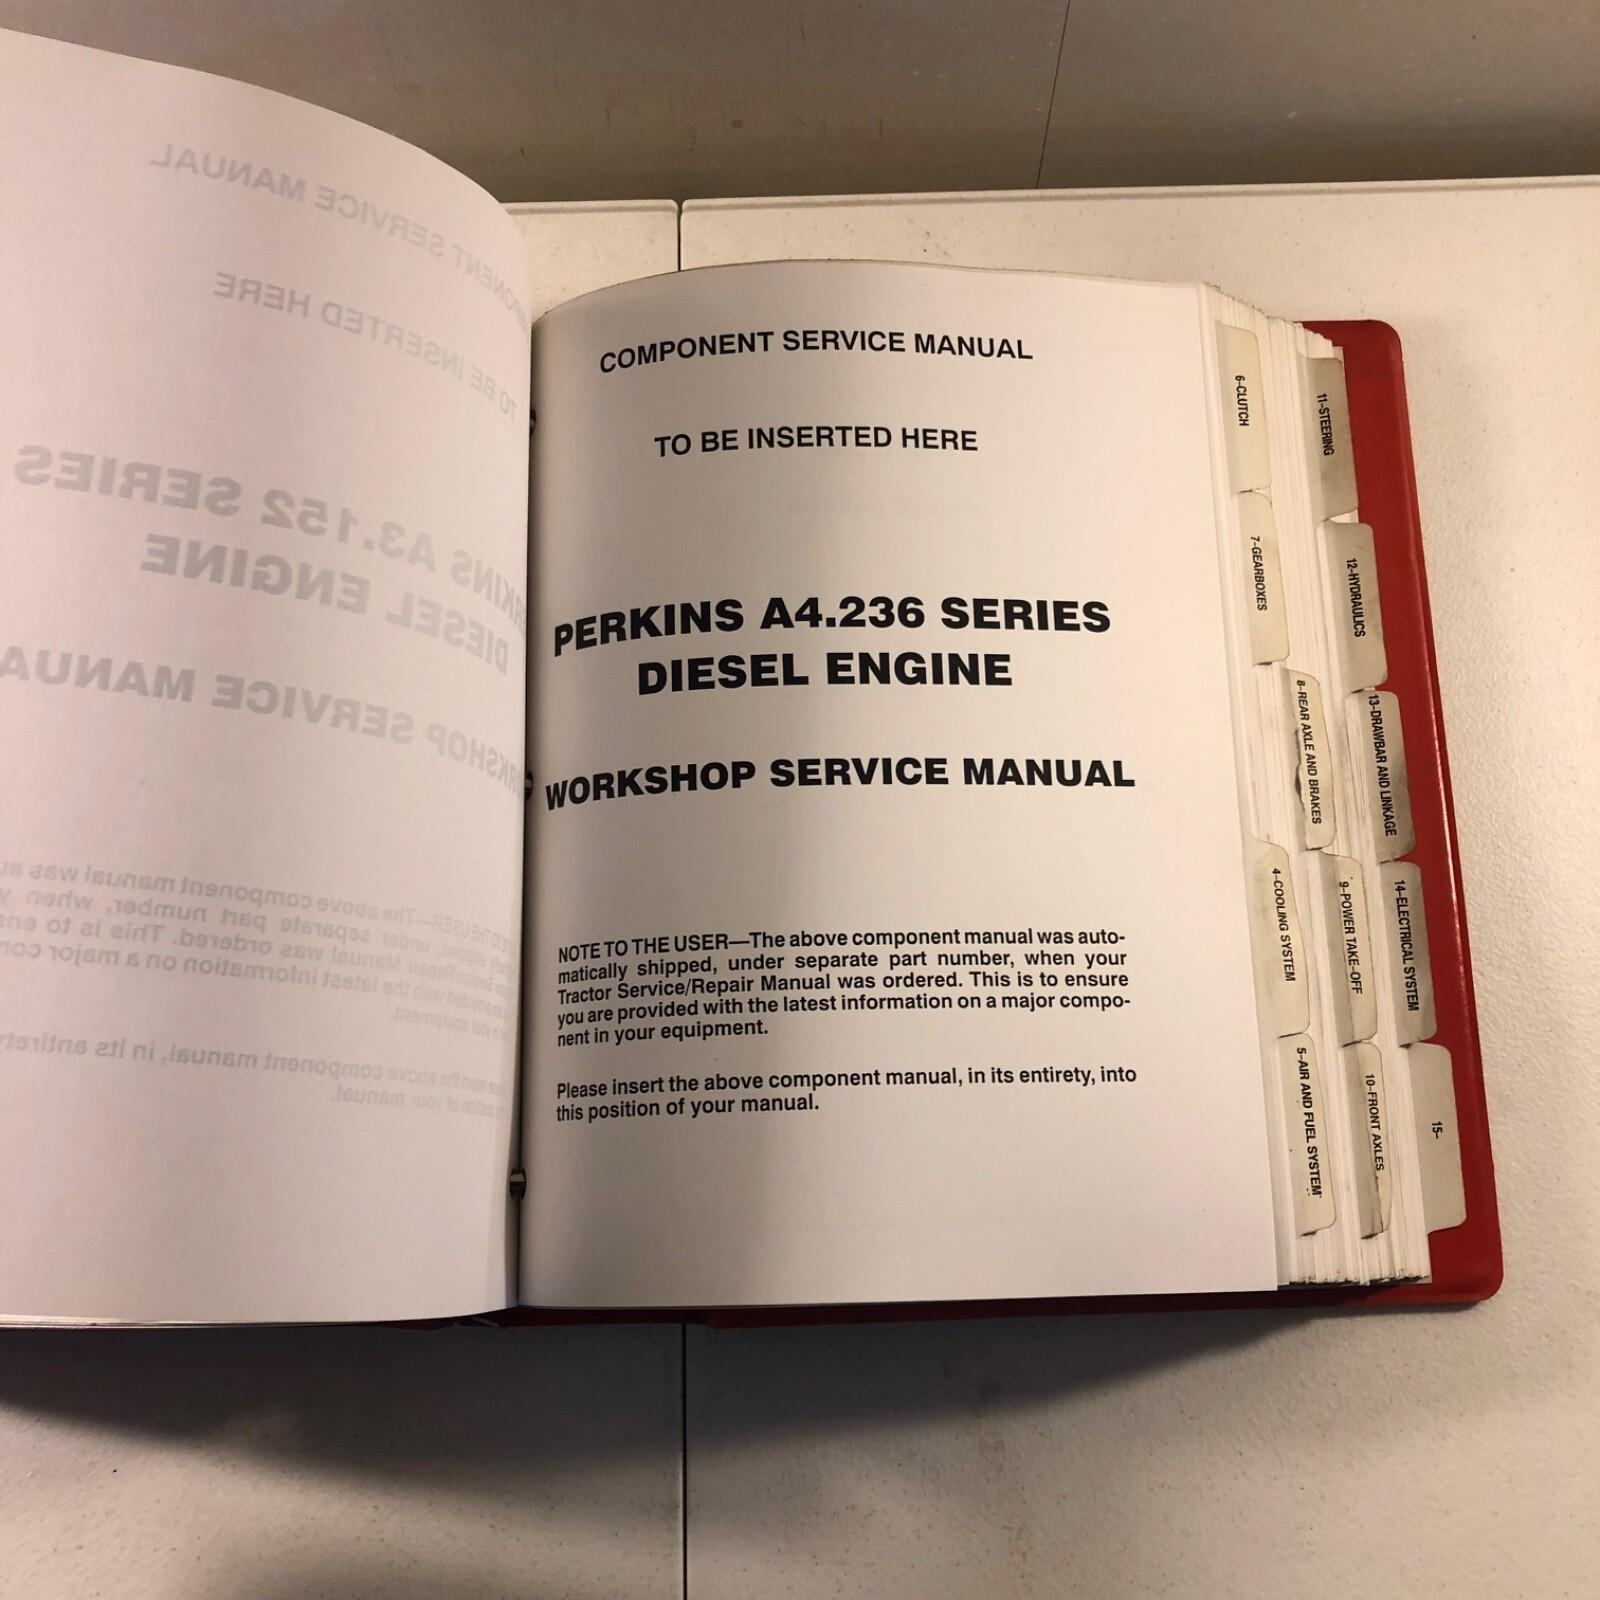 COMPONENT SERVICE MANUAL
TO BE INSERTED HERE
PERKINS A4.236 SERIES
DIESEL ENGINE
WORKSHOP SERVICE MANUAL
NOTE TO THE USER—The above component manual was auto-
matically shipped, under separate part number, when your
Tractor Service/Repair Manual was ordered. This is to ensure
you are provided with the latest information on a major compo-
nent in your equipment.
Please insert the above component manual, in its entirety, into
this position of your manual.
4-COOLING SYSTEM
5-AIR AND FUEL SYSTEM
6-CLUTCH
7-GEARBOXES
8-REAR AXLE AND BRAKES
9-POWER TAKE-OFF
10-FRONT AXLES
11-STEERING
12-HYDRAULICS
13-DRAWBAR AND LINKAGE
14-ELECTRICAL SYSTEM
15-